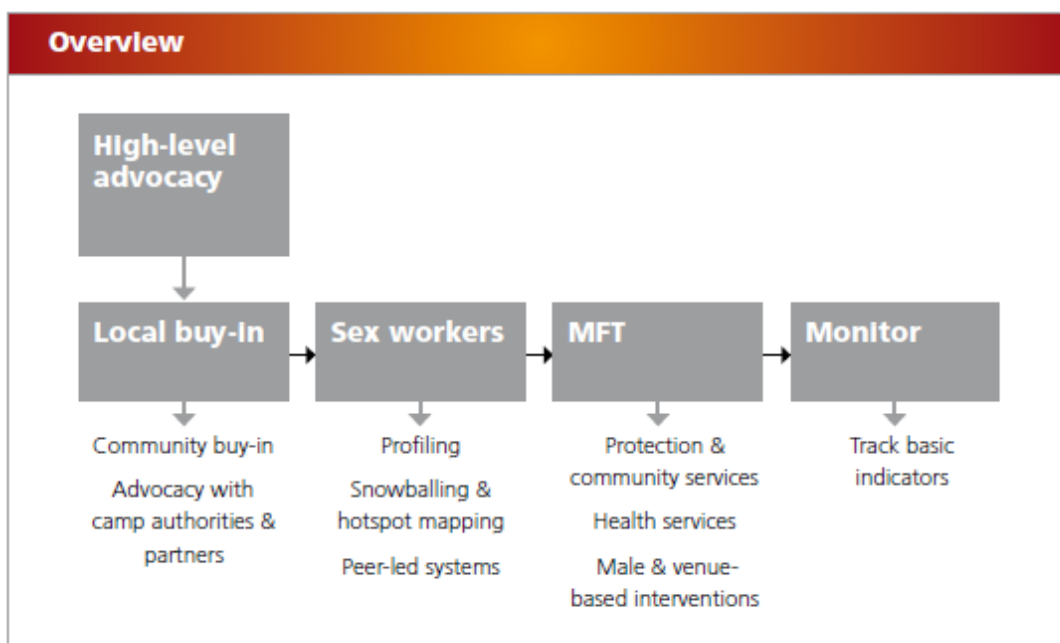 Overview
High-level
advocacy
Local buy-in
Sex workers
MFT
Monitor
Community buy-in
Advocacy with
camp authorities &
partners
Profiling
Snowballing &
hotspot mapping
Peer-led systems
Protection &
community services
Health services
Male & venue-
based interventions
Track basic
indicators